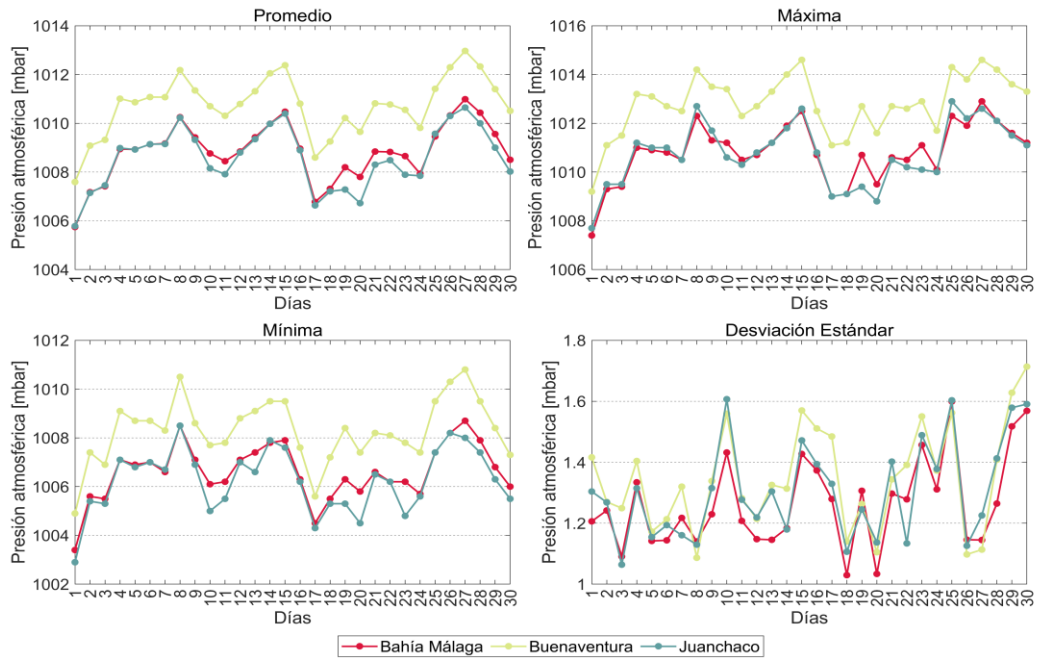 Promedio
Presión atmosférica [mbar]
1014
1012
1010
1008
1006
1004
1 2 3 4 5 6 7 8 9 10 11 12 13 14 15 16 17 18 19 20 21 22 23 24 25 26 27 28 29 30
Días
Máxima
Presión atmosférica [mbar]
1016
1014
1012
1010
1008
1006
1 2 3 4 5 6 7 8 9 10 11 12 13 14 15 16 17 18 19 20 21 22 23 24 25 26 27 28 29 30
Días
Mínima
Presión atmosférica [mbar]
1012
1010
1008
1006
1004
1002
1 2 3 4 5 6 7 8 9 10 11 12 13 14 15 16 17 18 19 20 21 22 23 24 25 26 27 28 29 30
Días
Desviación Estándar
Presión atmosférica [mbar]
1.8
1.6
1.4
1.2
1
1 2 3 4 5 6 7 8 9 10 11 12 13 14 15 16 17 18 19 20 21 22 23 24 25 26 27 28 29 30
Días
Bahía Málaga Buenaventura Juanchaco